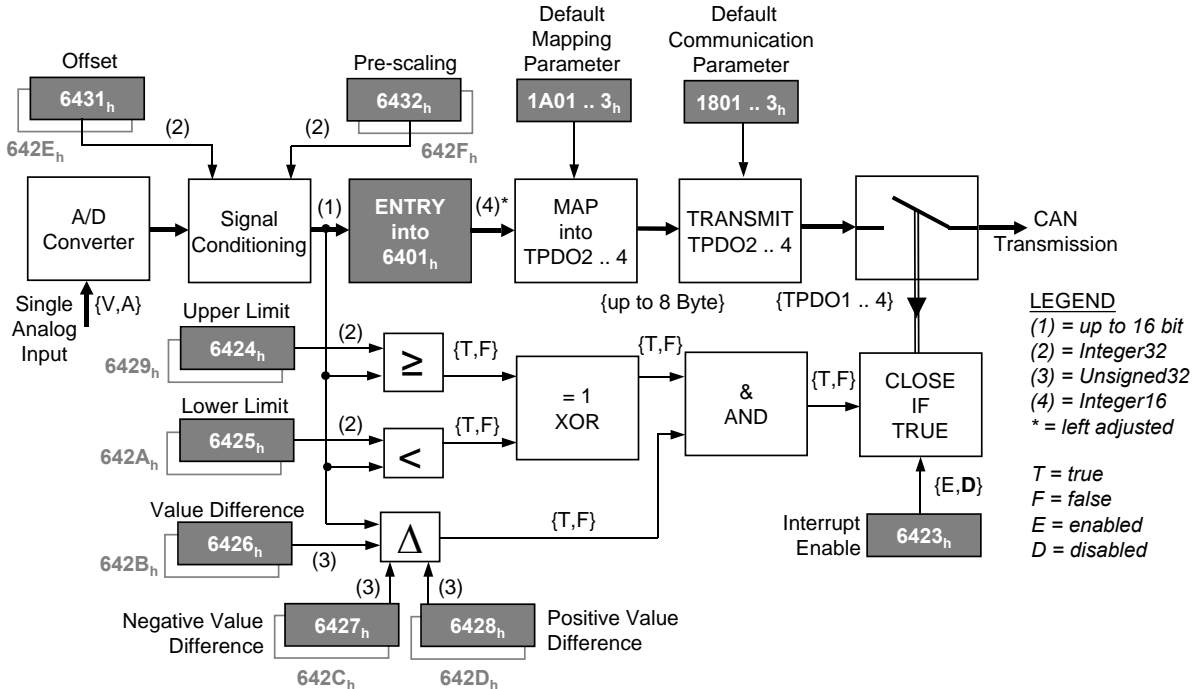 Offset
6431h
(2)
642Eh
Pre-scaling
6432h
(2)
642Fh
Default
Mapping
Parameter
1A01 .. 3h
Default
Communication
Parameter
1801 .. 3h
A/D
Converter
Signal
Conditioning
(1)
ENTRY
into
6401h
(4)*
MAP
into
TPDO2 .. 4
TRANSMIT
TPDO2 .. 4
CAN
Transmission
Single
Analog
Input
{V,A}
{up to 8 Byte}
{TPDO1 .. 4}
Upper Limit
6424h
(2)
6429h
≥
{T,F}
Lower Limit
6425h
(2)
642Ah
<
{T,F}
= 1
XOR
{T,F}
&
AND
{T,F}
CLOSE
IF
TRUE
{E,D}
Interrupt
Enable
6423h
Value Difference
6426h
(3)
642Bh
Δ
{T,F}
(3)
(3)
Negative Value
Difference
6427h
642Ch
6428h
642Dh
Positive Value
Difference
LEGEND
(1) = up to 16 bit
(2) = Integer32
(3) = Unsigned32
(4) = Integer16
* = left adjusted
T = true
F = false
E = enabled
D = disabled